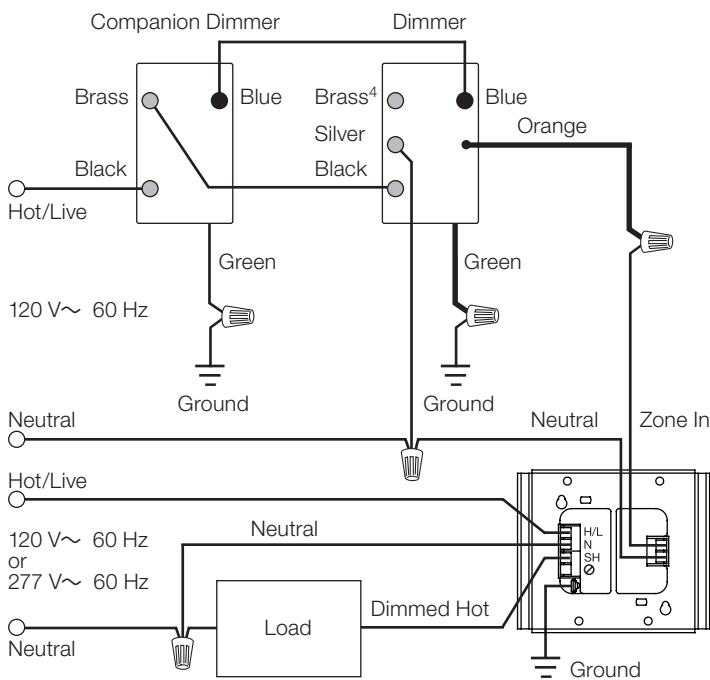 Companion Dimmer
Dimmer
Brass
Blue
Brass⁴
Blue
Silver
Orange
Black
Black
Hot/Live
Green
Green
120 V~ 60 Hz
Ground
Ground
Neutral
Neutral
Zone In
Hot/Live
Neutral
H/L
N
SH
120 V~ 60 Hz
or
277 V~ 60 Hz
Dimmed Hot
Load
Neutral
Ground